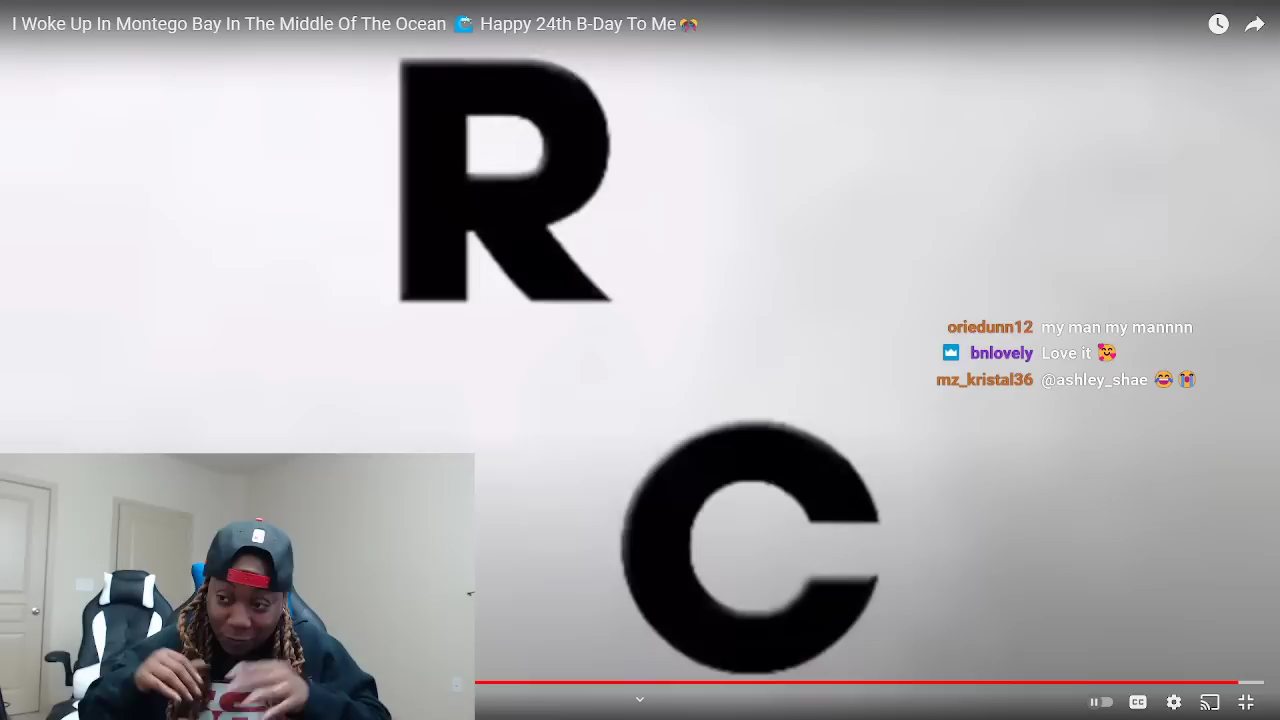 I Woke Up In Montego Bay In The Middle Of The Ocean 🌊 Happy 24th B-Day To Me🎊
R
C
oriedunn12 my man my mannnn
bnlovely Love it 🥰
mz_kristal36 @ashley_shae 😂 😭
CC